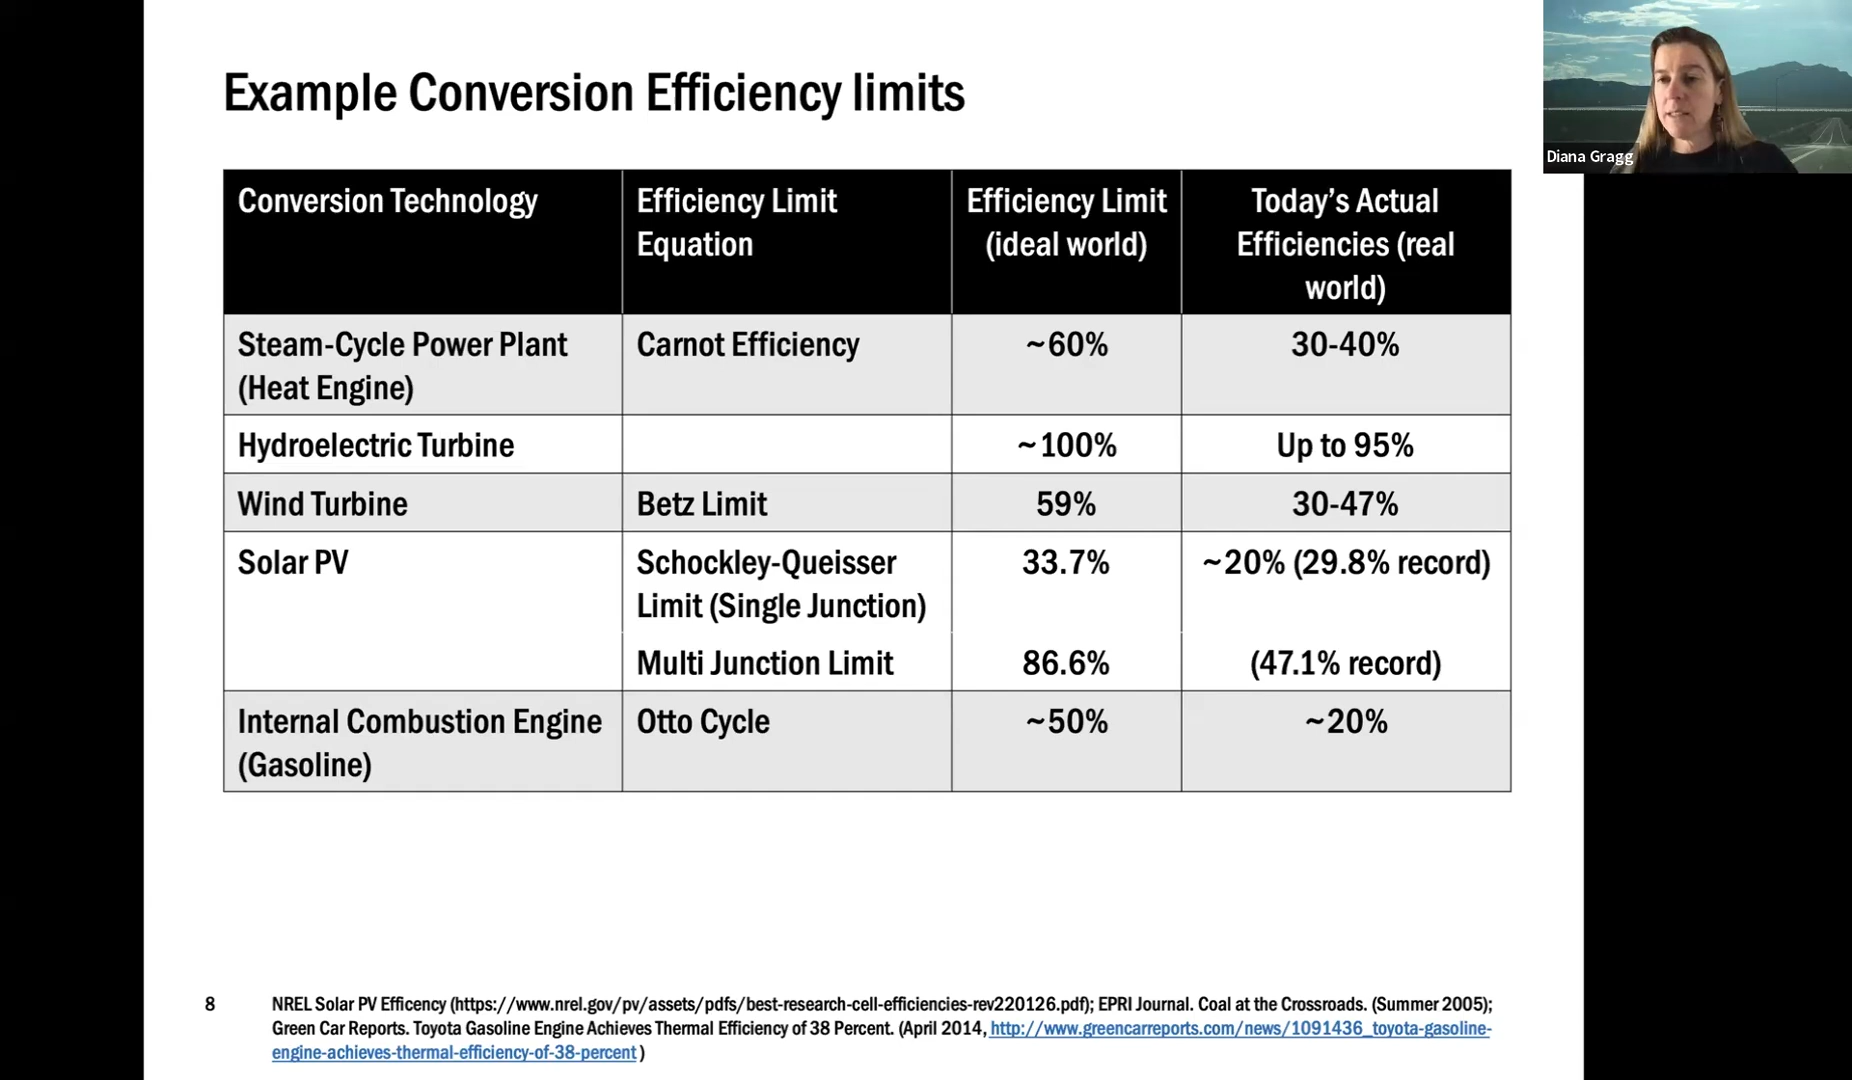 Example Conversion Efficiency limits
Diana Gragg
Conversion Technology
Efficiency Limit
Equation
Efficiency Limit
(ideal world)
Today's Actual
Efficiencies (real
world)
Steam-Cycle Power Plant
(Heat Engine)
Carnot Efficiency
~60%
30-40%
Hydroelectric Turbine
~100%
Up to 95%
Wind Turbine
Betz Limit
59%
30-47%
Solar PV
Schockley-Queisser
Limit (Single Junction)
33.7%
~20% (29.8% record)
Multi Junction Limit
86.6%
(47.1% record)
Internal Combustion Engine
(Gasoline)
Otto Cycle
~50%
~20%
8
NREL Solar PV Efficency (https://www.nrel.gov/pv/assets/pdfs/best-research-cell-efficiencies-rev220126.pdf); EPRI Journal. Coal at the Crossroads. (Summer 2005);
Green Car Reports. Toyota Gasoline Engine Achieves Thermal Efficiency of 38 Percent. (April 2014, http://www.greencarreports.com/news/1091436_toyota-gasoline-
engine-achieves-thermal-efficiency-of-38-percent )